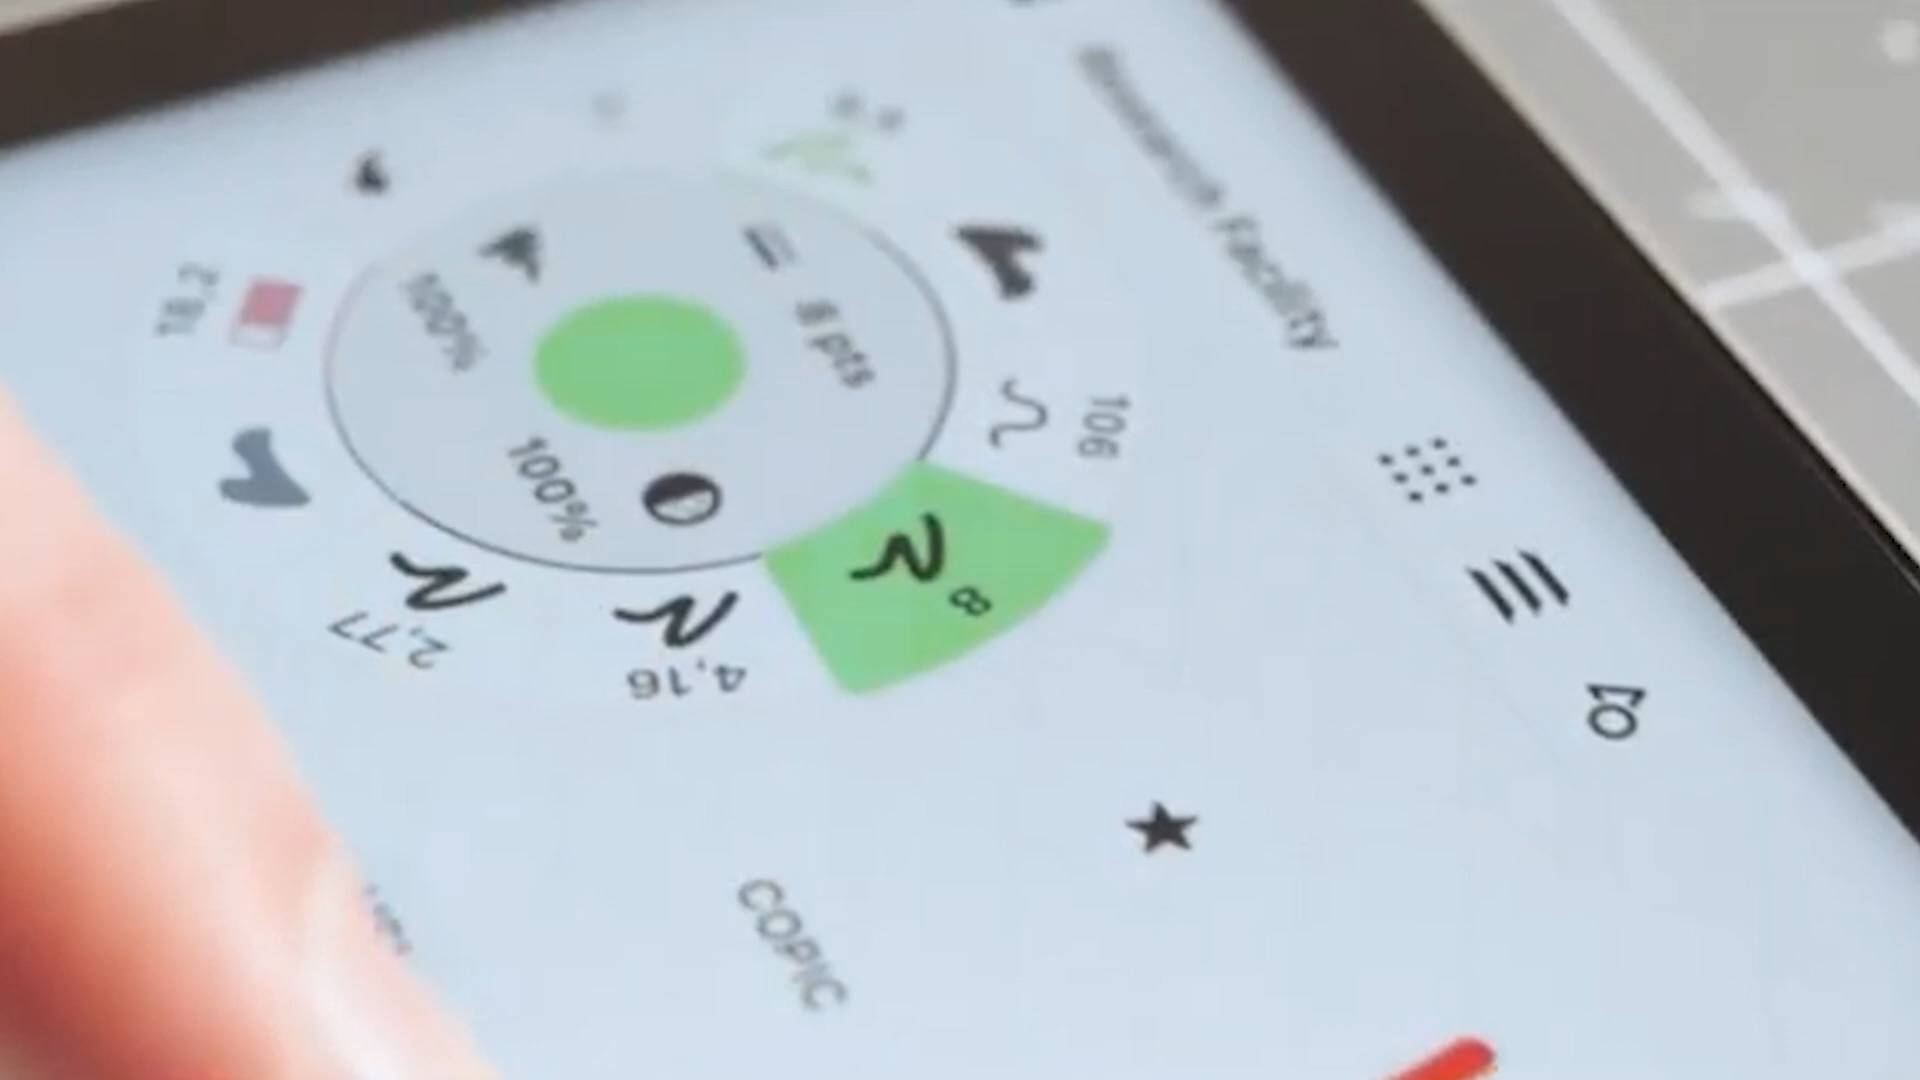 Research Facility
8 pts
100%
100%
106
8
4,16
2,77
18,2
COPIC